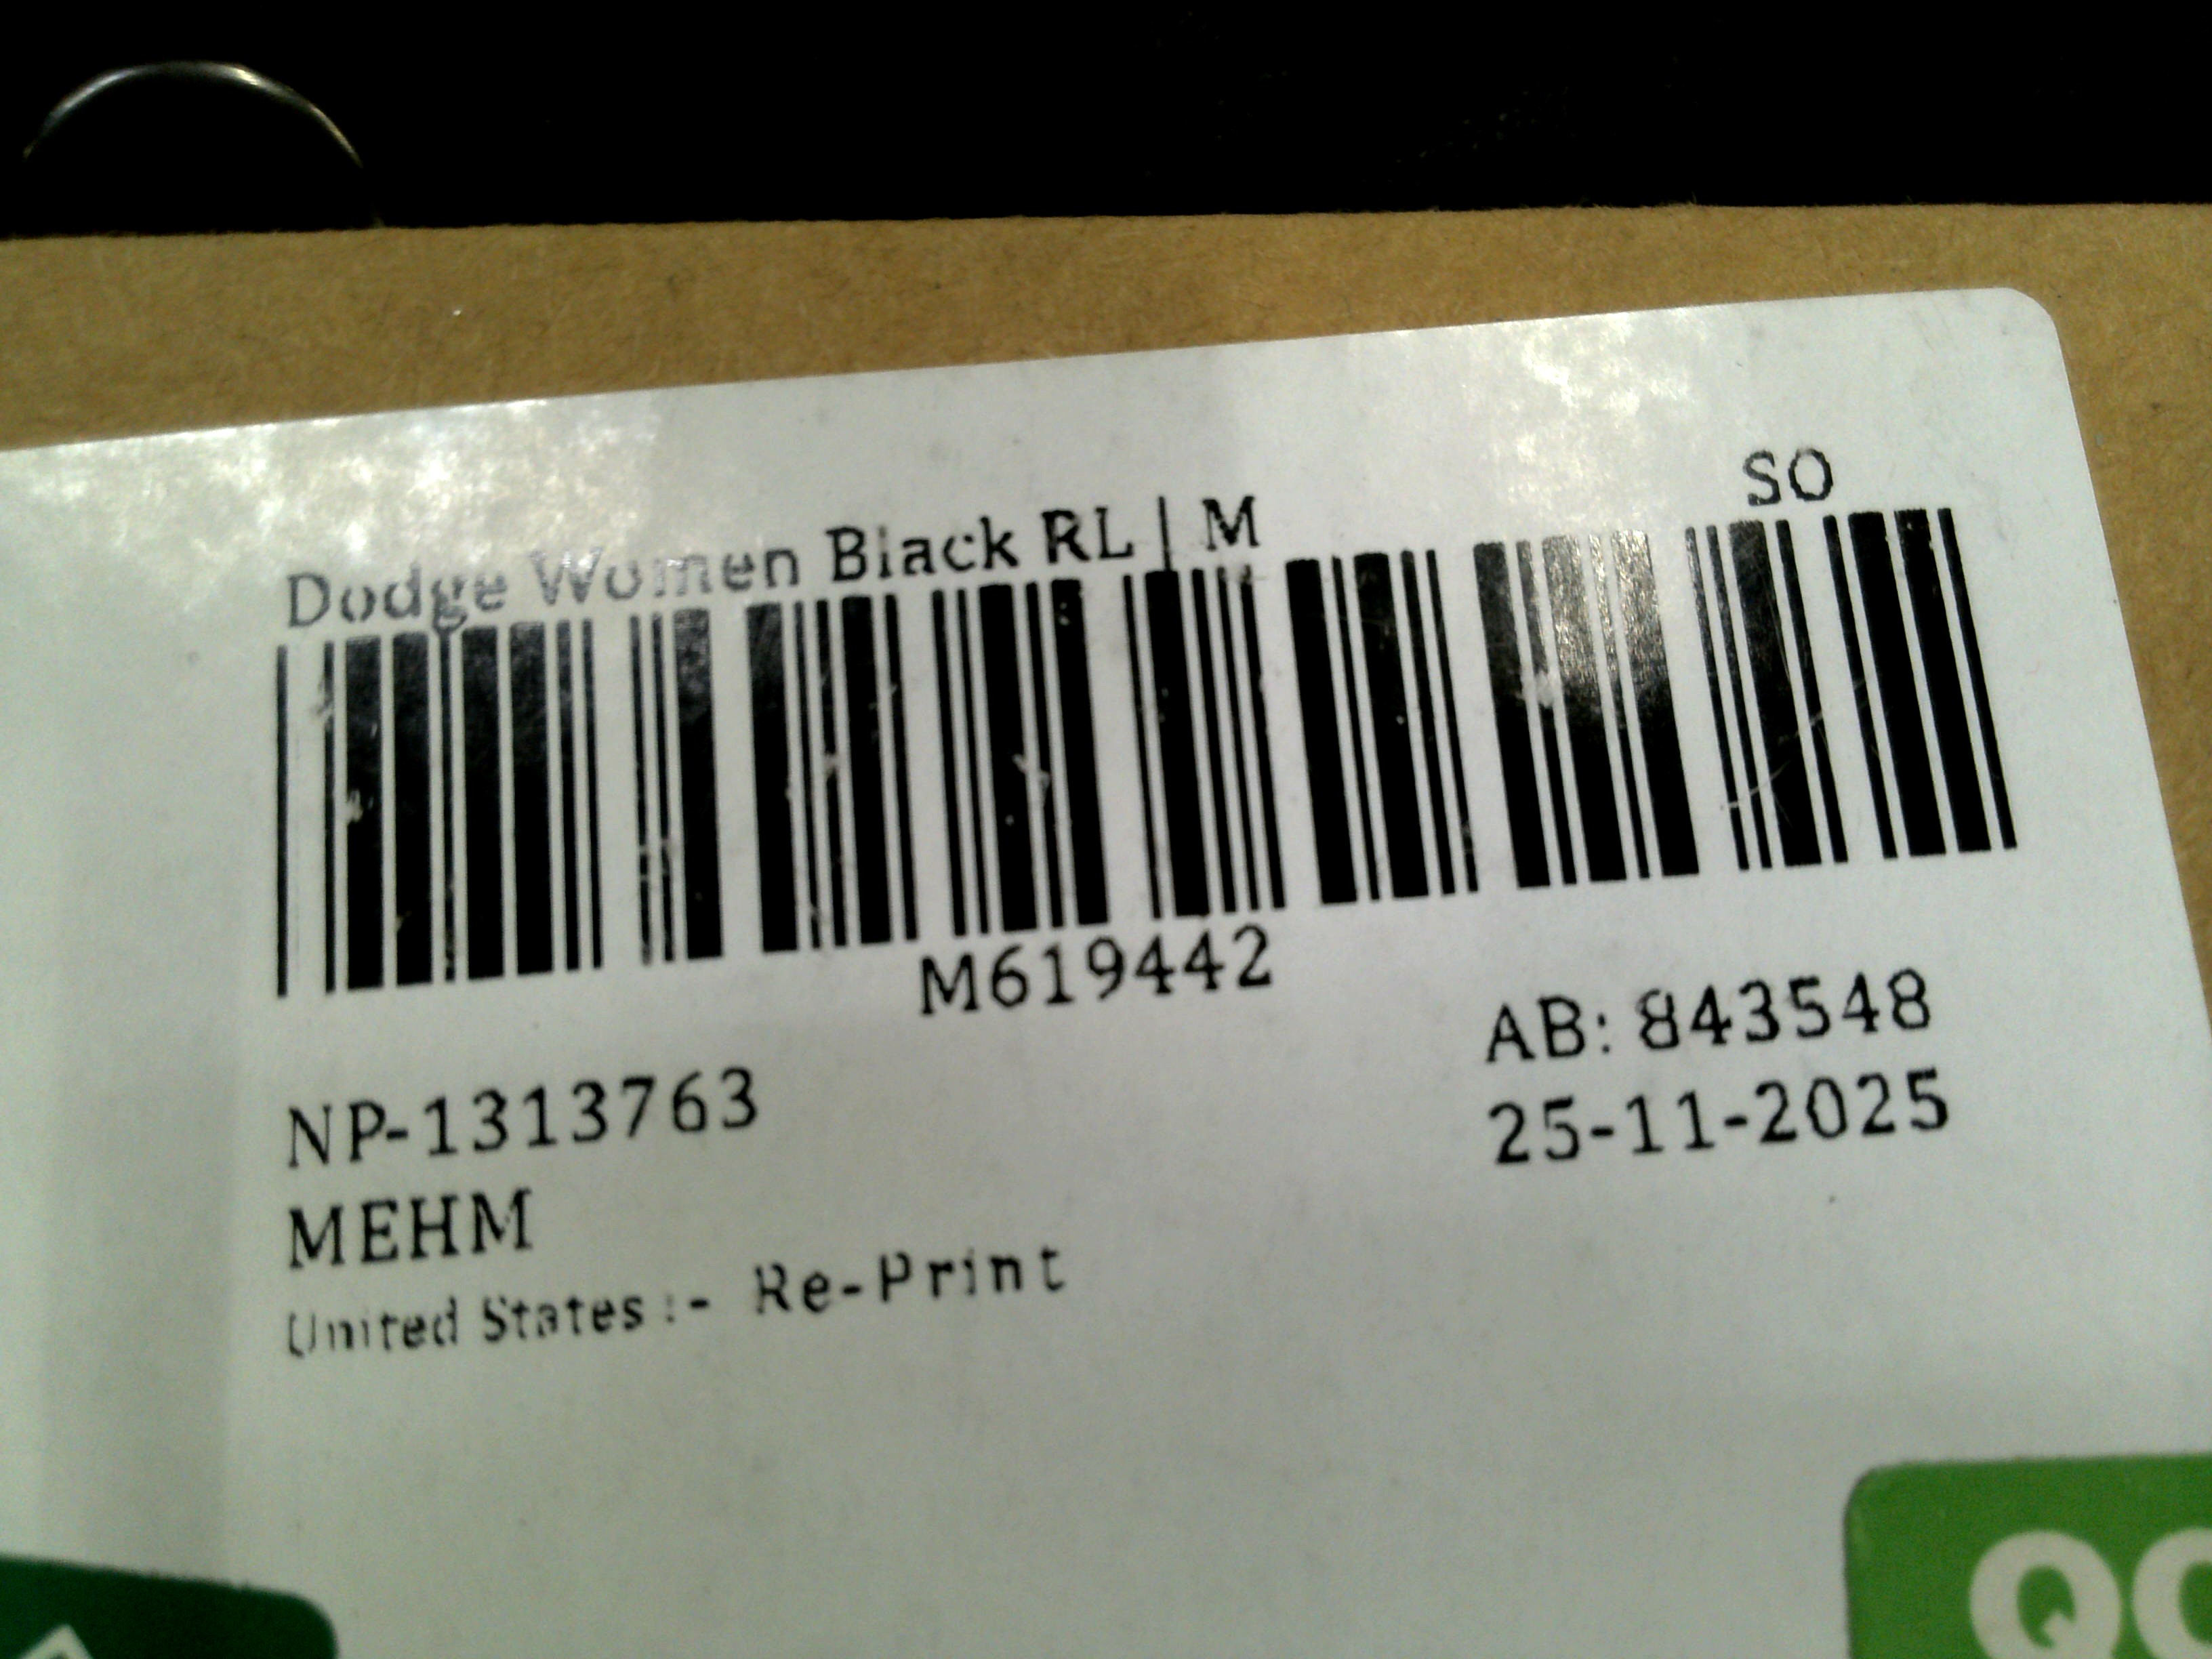 SO
Dodge Women Black RL | M
M619442
AB: 843548
NP-1313763
25-11-2025
MEHM
United States :- Re-Print